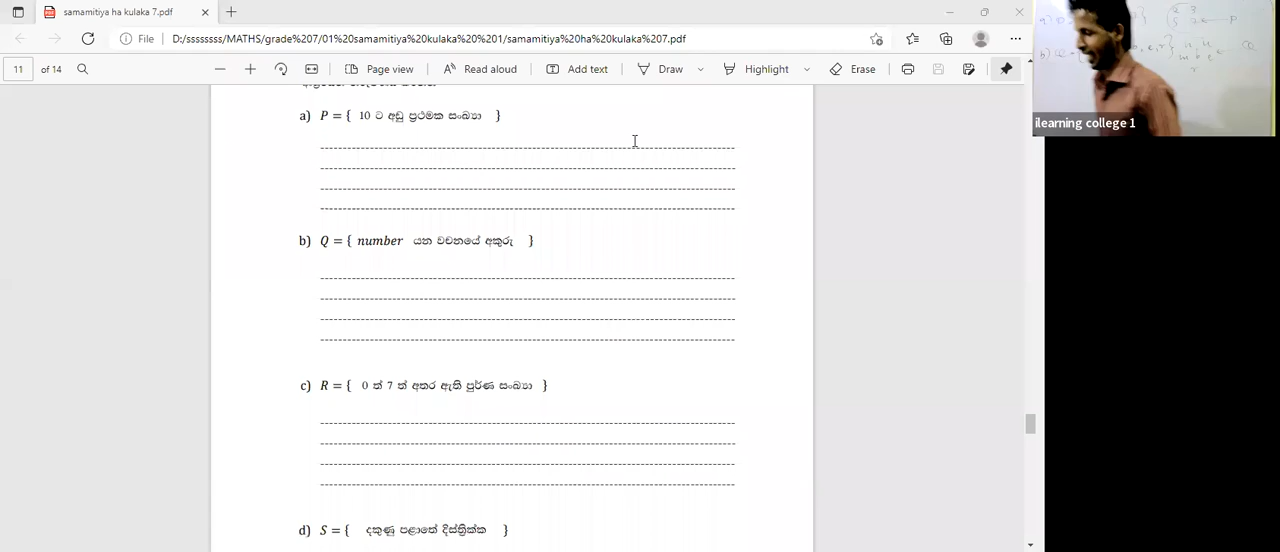 samamitiya ha kulaka 7.pdf
File D:/ssssssss/MATHS/grade%207/01%20samamitiya%20kulaka%20%201/samamitiya%20ha%20kulaka%207.pdf
11 of 14 Page view Read aloud Add text Draw Highlight Erase
a) P = { 10 ට අඩු ප්‍රථමක සංඛ්‍යා }
b) Q = { number යන වචනයේ අකුරු }
c) R = { 0 ත් 7 ත් අතර ඇති පුර්ණ සංඛ්‍යා }
d) S = { දකුණු පළාතේ දිස්ත්‍රික්ක }
ilearning college 1